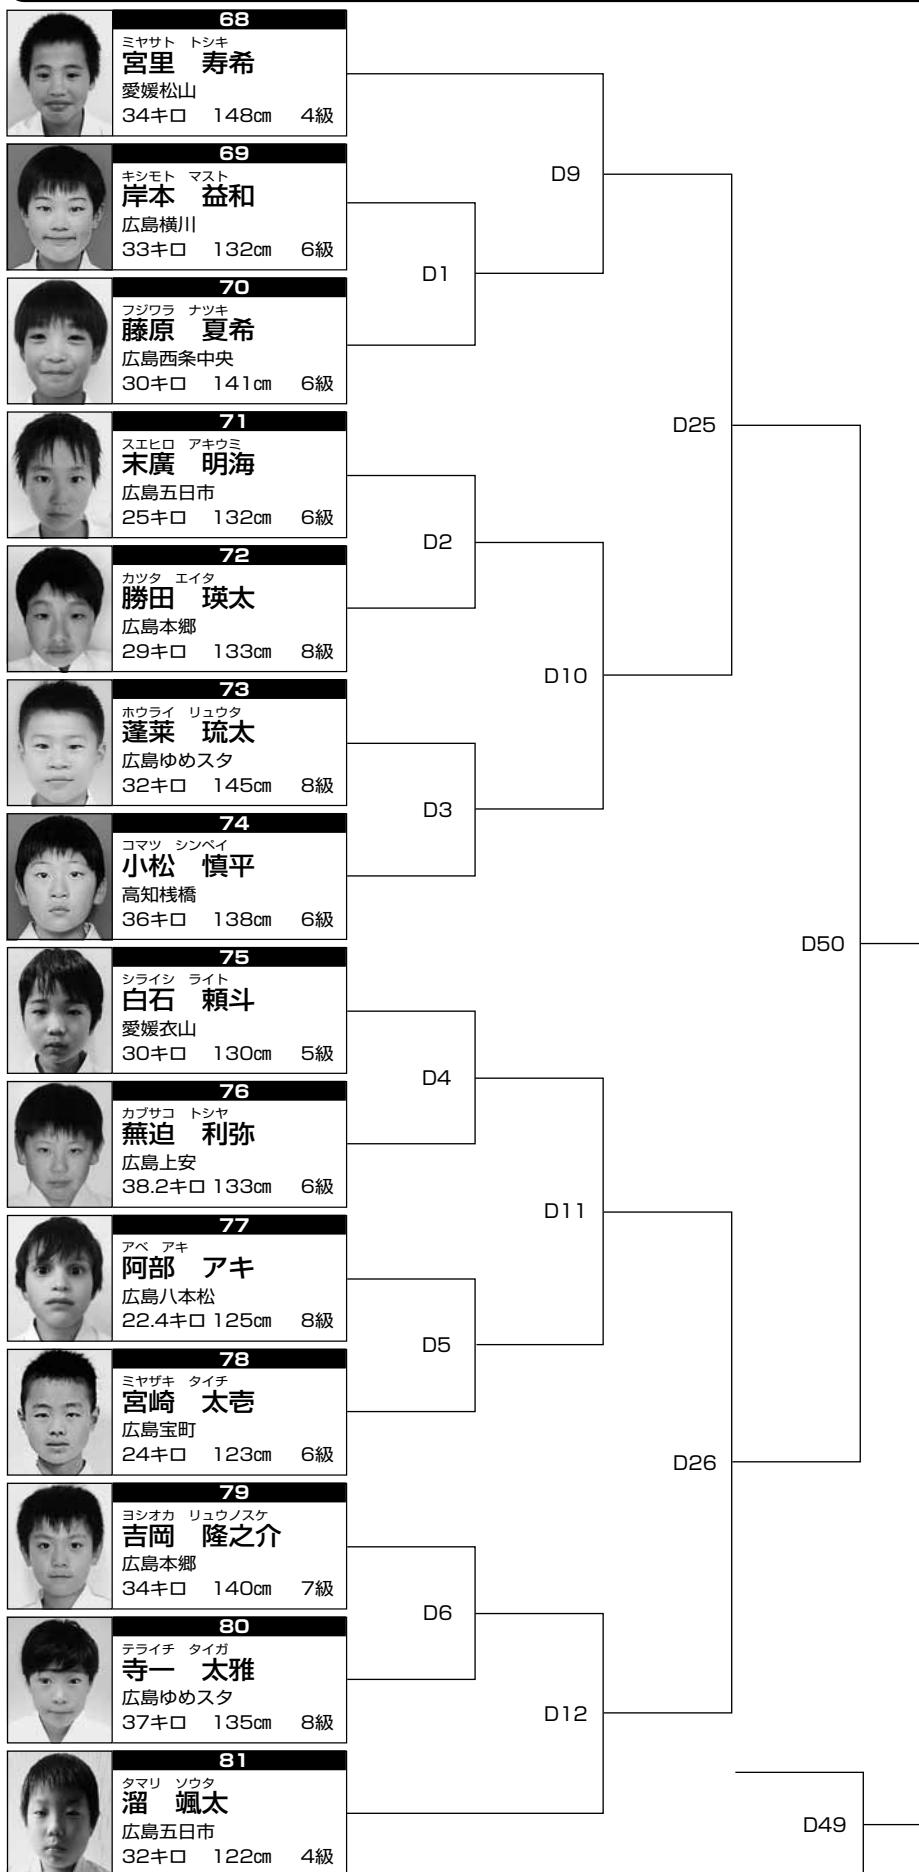 68
ミヤサト トシキ
宮里 寿希
愛媛松山
34キロ 148㎝ 4級
69
キシモト マスト
岸本 益和
広島横川
33キロ 132㎝ 6級
70
フジワラ ナツキ
藤原 夏希
広島西条中央
30キロ 141㎝ 6級
71
スエヒロ アキウミ
末廣 明海
広島五日市
25キロ 132㎝ 6級
72
カツタ エイタ
勝田 瑛太
広島本郷
29キロ 133㎝ 8級
73
ホウライ リュウタ
蓬莱 琉太
広島ゆめスタ
32キロ 145㎝ 8級
74
コマツ シンペイ
小松 慎平
高知桟橋
36キロ 138㎝ 6級
75
シライシ ライト
白石 頼斗
愛媛衣山
30キロ 130㎝ 5級
76
カブサコ トシヤ
蕪迫 利弥
広島上安
38.2キロ 133㎝ 6級
77
アベ アキ
阿部 アキ
広島八本松
22.4キロ 125㎝ 8級
78
ミヤザキ タイチ
宮崎 太壱
広島宝町
24キロ 123㎝ 6級
79
ヨシオカ リュウノスケ
吉岡 隆之介
広島本郷
34キロ 140㎝ 7級
80
テライチ タイガ
寺一 太雅
広島ゆめスタ
37キロ 135㎝ 8級
81
タマリ ソウタ
溜 颯太
広島五日市
32キロ 122㎝ 4級
D1
D2
D3
D4
D5
D6
D9
D10
D11
D12
D25
D26
D50
D49